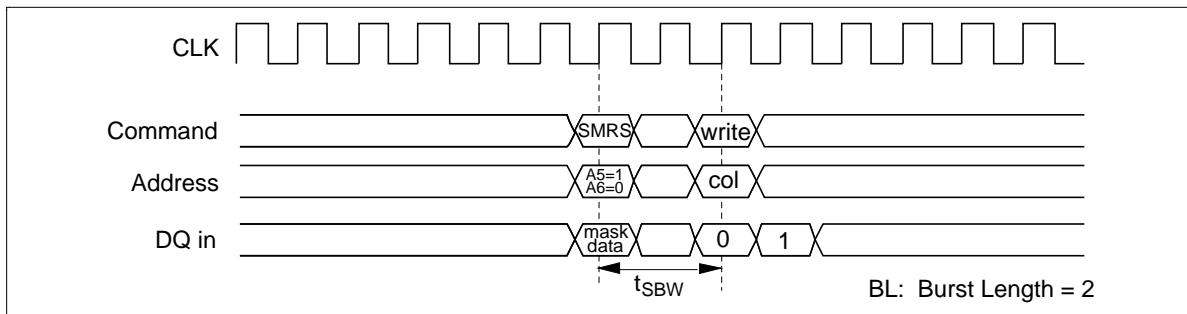 CLK
Command SMRS write
Address A5=1 A6=0 col
DQ in mask data 0 1
tSBW
BL: Burst Length = 2